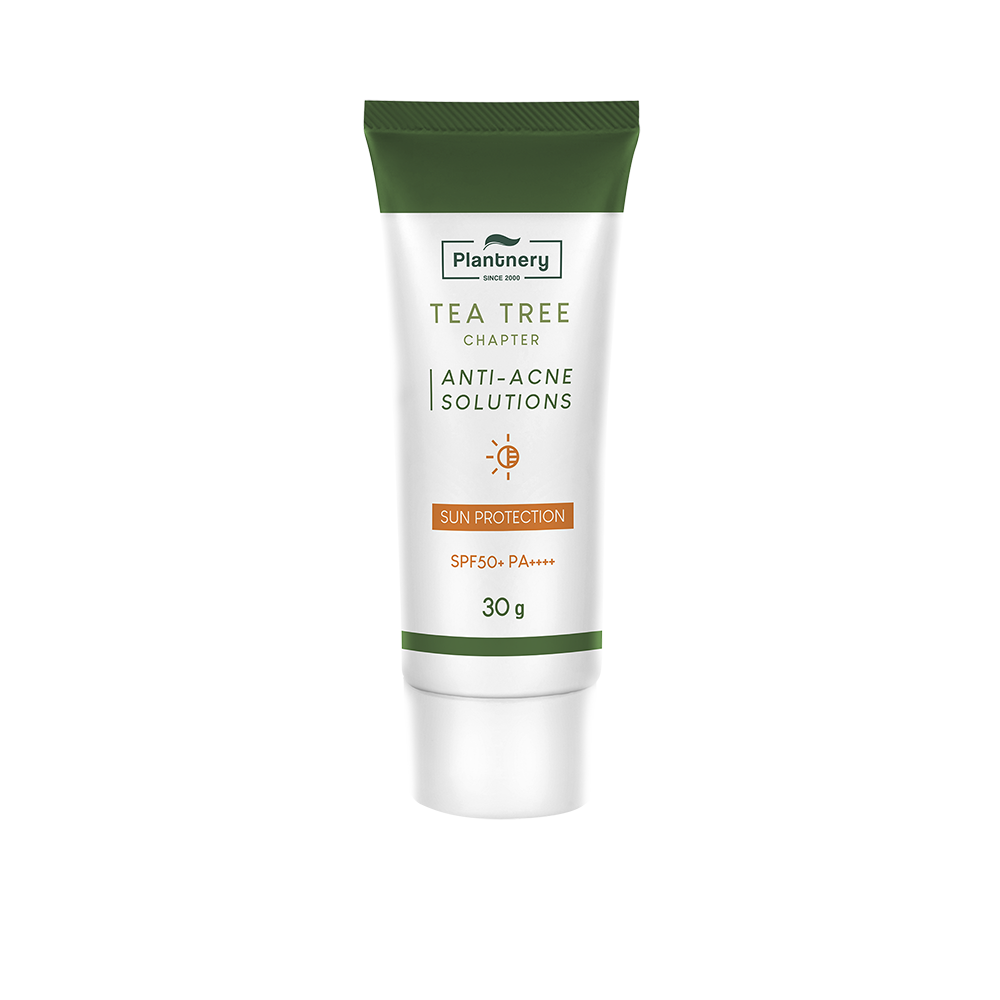 Plantnery
SINCE 2000
TEA TREE
CHAPTER
ANTI-ACNE
SOLUTIONS
SUN PROTECTION
SPF50+ PA++++
30 g